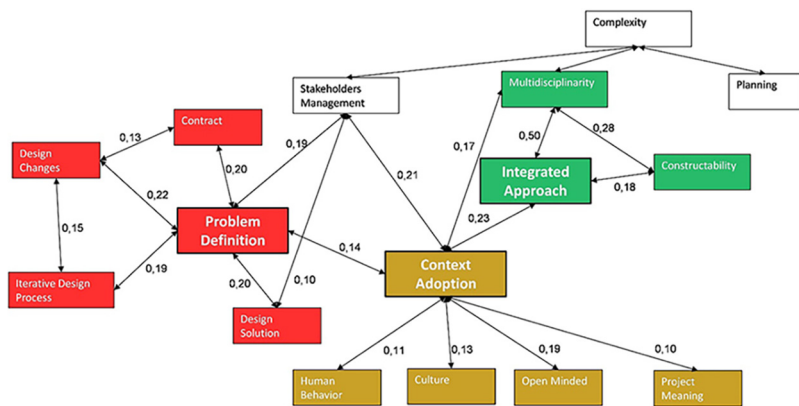 Complexity
Stakeholders
Management
Multidisciplinarity
Planning
Contract
0,13
0,19
0,17
0,50
0,28
Design
Changes
0,20
Integrated
Approach
Constructability
0,18
0,22
0,21
0,23
Problem
Definition
0,15
0,14
Context
Adoption
0,19
0,20
0,10
Iterative Design
Process
Design
Solution
0,11
0,13
0,19
0,10
Human
Behavior
Culture
Open Minded
Project
Meaning